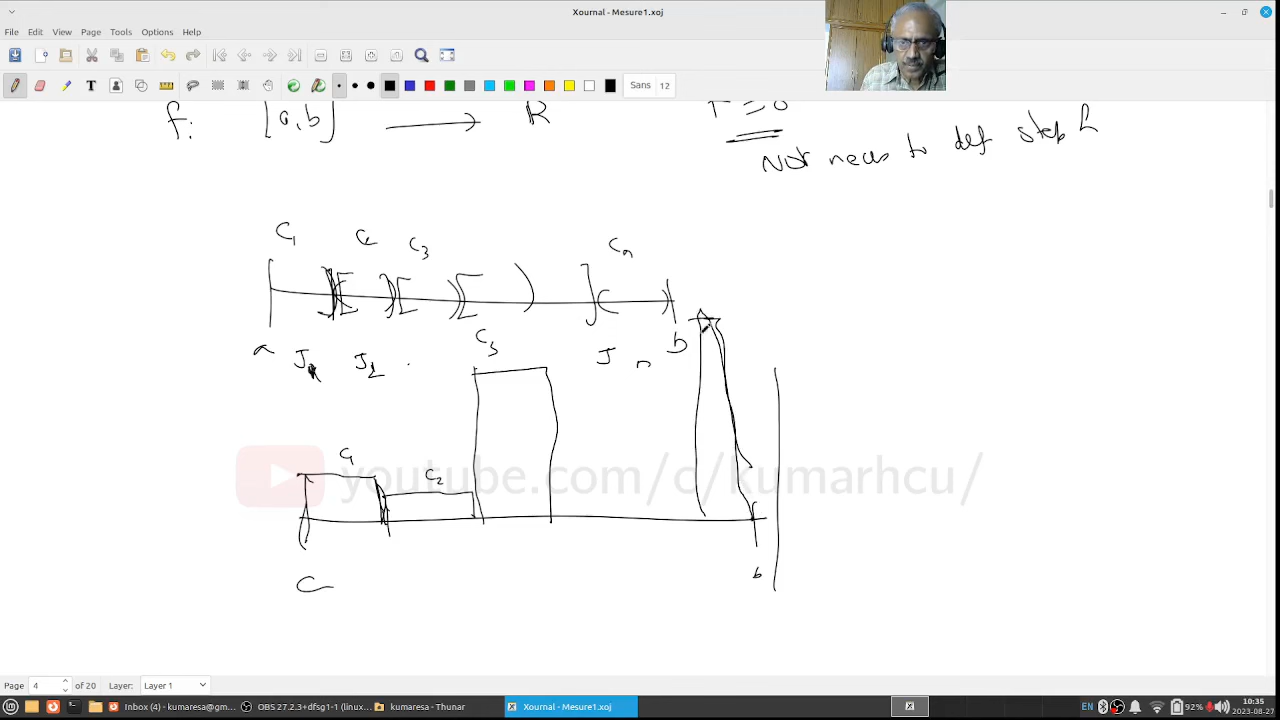 Xournal - Mesure1.xoj
File Edit View Page Tools Options Help
Sans 12
f: [a,b] → R F ≥ 0
Not necess to def step f
C1 C2 C3 Cn
a J1 J2 . J n b
C3
C1 C2
youtube.com/c/kumarhcu/
b
Page 4 of 20 Layer: Layer 1
Inbox (4) - kumaresa@gm... OBS 27.2.3+dfsg1-1 (linux... kumaresa - Thunar Xournal - Mesure1.xoj EN 92% 10:35
2023-08-27